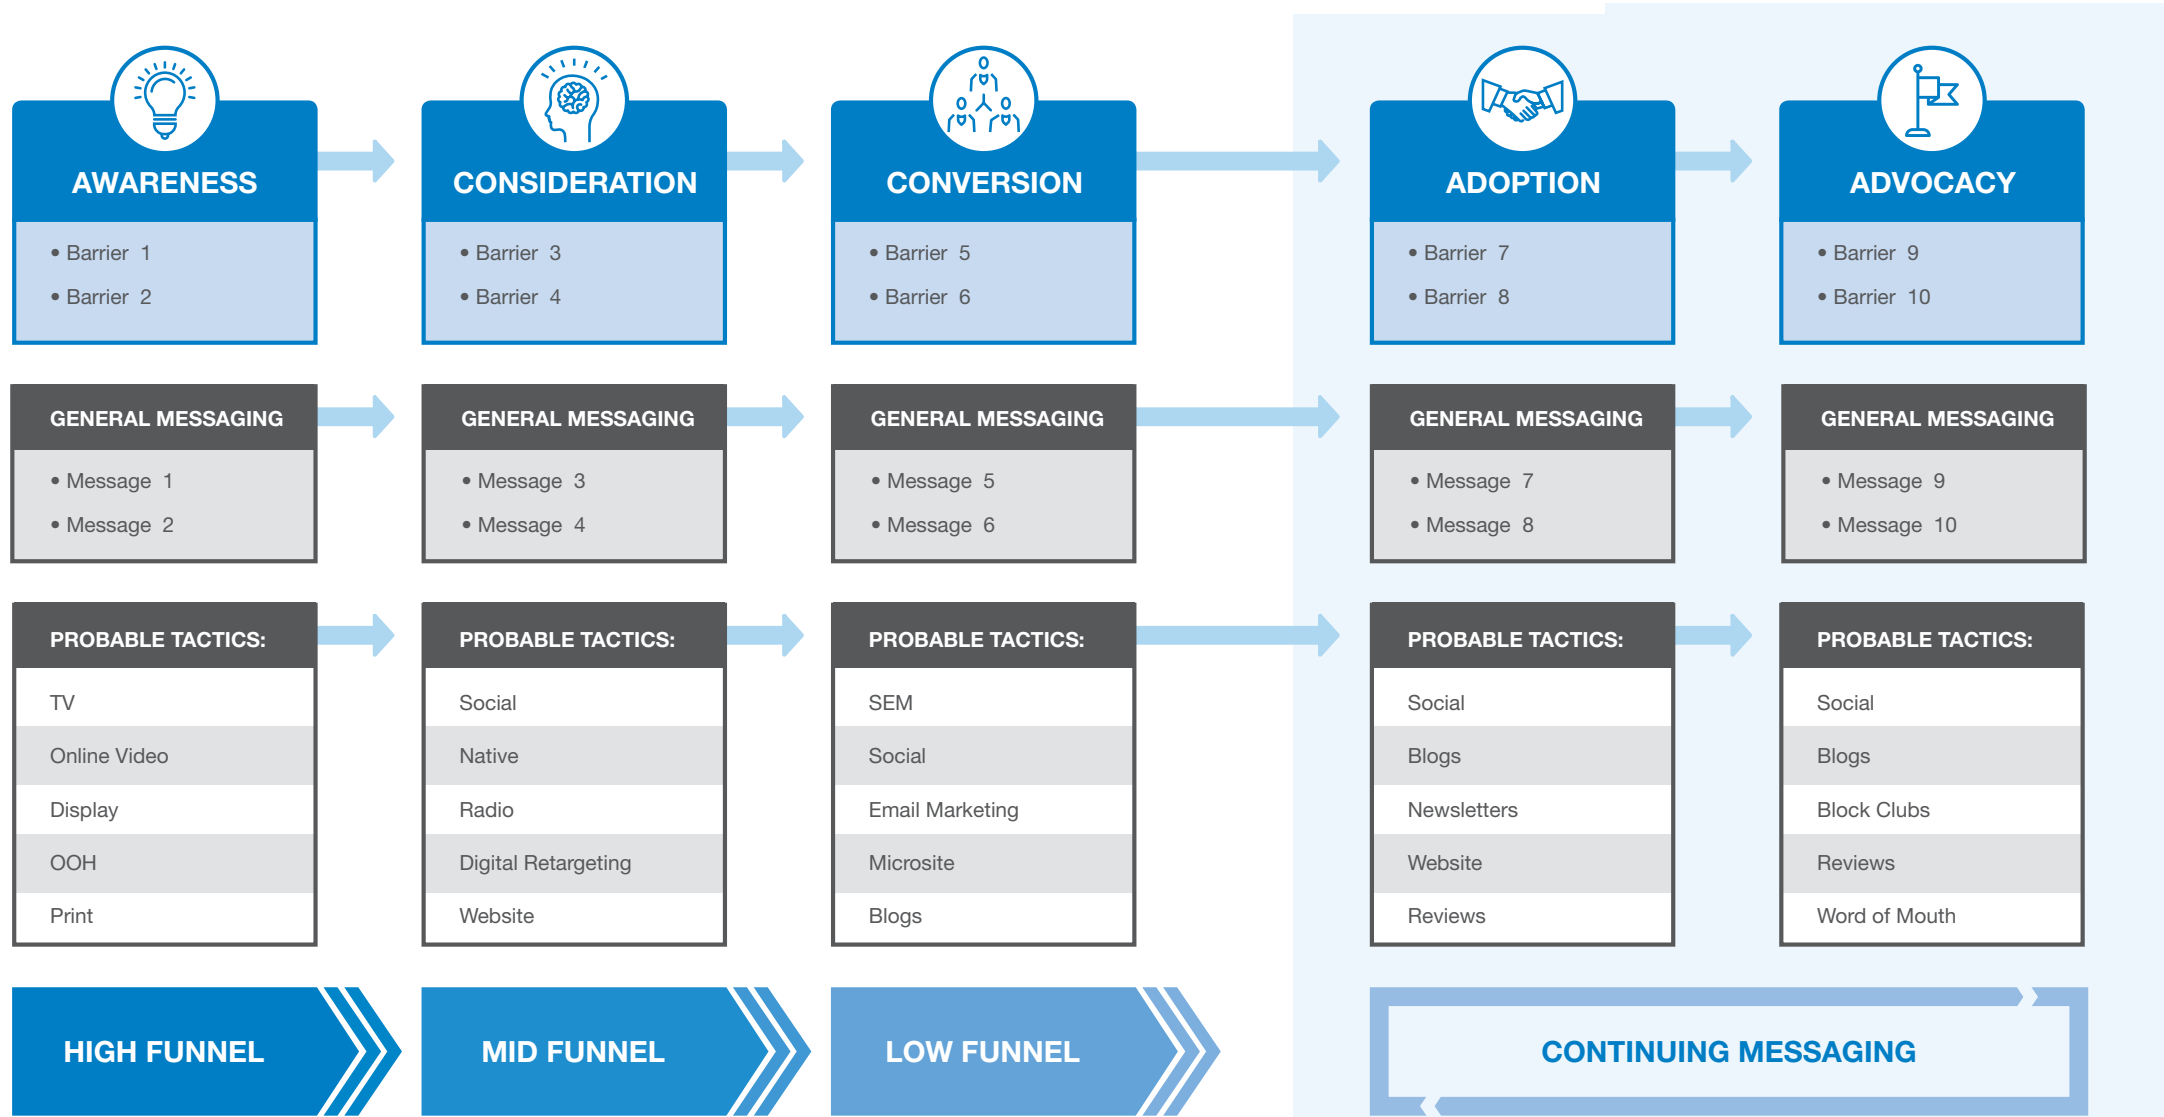 AWARENESS
• Barrier 1
• Barrier 2
GENERAL MESSAGING
• Message 1
• Message 2
PROBABLE TACTICS:
TV
Online Video
Display
OOH
Print
HIGH FUNNEL
CONSIDERATION
• Barrier 3
• Barrier 4
GENERAL MESSAGING
• Message 3
• Message 4
PROBABLE TACTICS:
Social
Native
Radio
Digital Retargeting
Website
MID FUNNEL
CONVERSION
• Barrier 5
• Barrier 6
GENERAL MESSAGING
• Message 5
• Message 6
PROBABLE TACTICS:
SEM
Social
Email Marketing
Microsite
Blogs
LOW FUNNEL
ADOPTION
• Barrier 7
• Barrier 8
GENERAL MESSAGING
• Message 7
• Message 8
PROBABLE TACTICS:
Social
Blogs
Newsletters
Website
Reviews
ADVOCACY
• Barrier 9
• Barrier 10
GENERAL MESSAGING
• Message 9
• Message 10
PROBABLE TACTICS:
Social
Blogs
Block Clubs
Reviews
Word of Mouth
CONTINUING MESSAGING